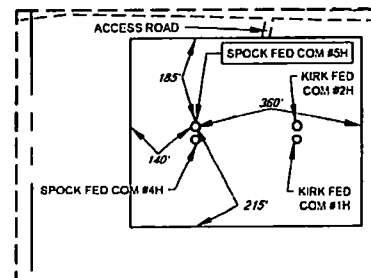 ACCESS ROAD
SPOCK FED
COM #5H
185'
KIRK FED
COM #2H
360'
140'
SPOCK FED COM #4H
215'
KIRK FED
COM #1H